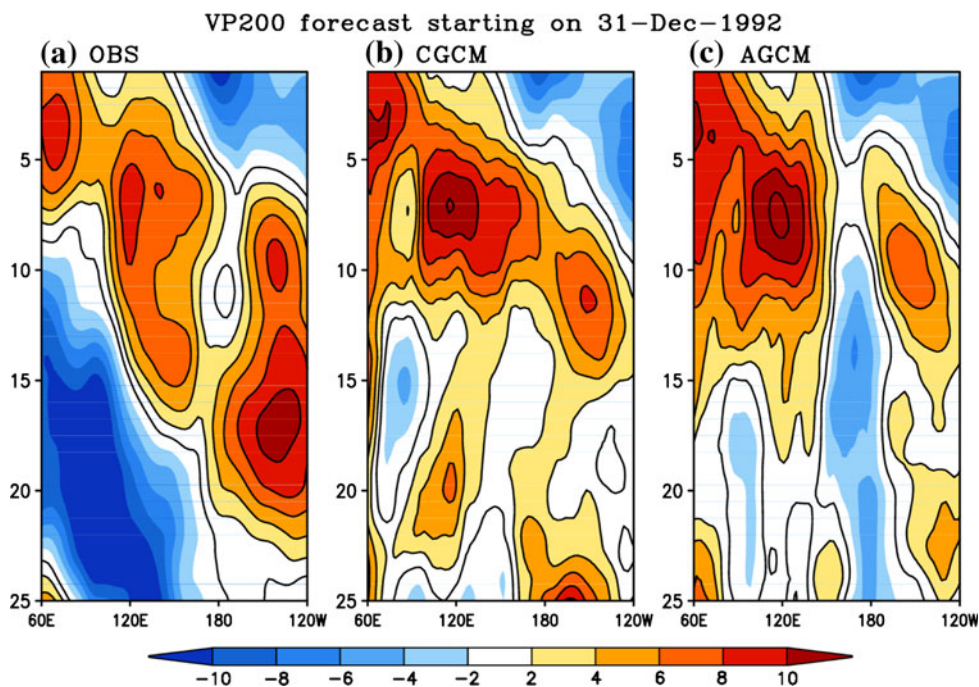 VP200 forecast starting on 31-Dec-1992
(a) OBS (b) CGCM (c) AGCM
5 5 5
10 10 10
15 15 15
20 20 20
25 25 25
60E 120E 180 120W 60E 120E 180 120W 60E 120E 180 120W
-10 -8 -6 -4 -2 2 4 6 8 10